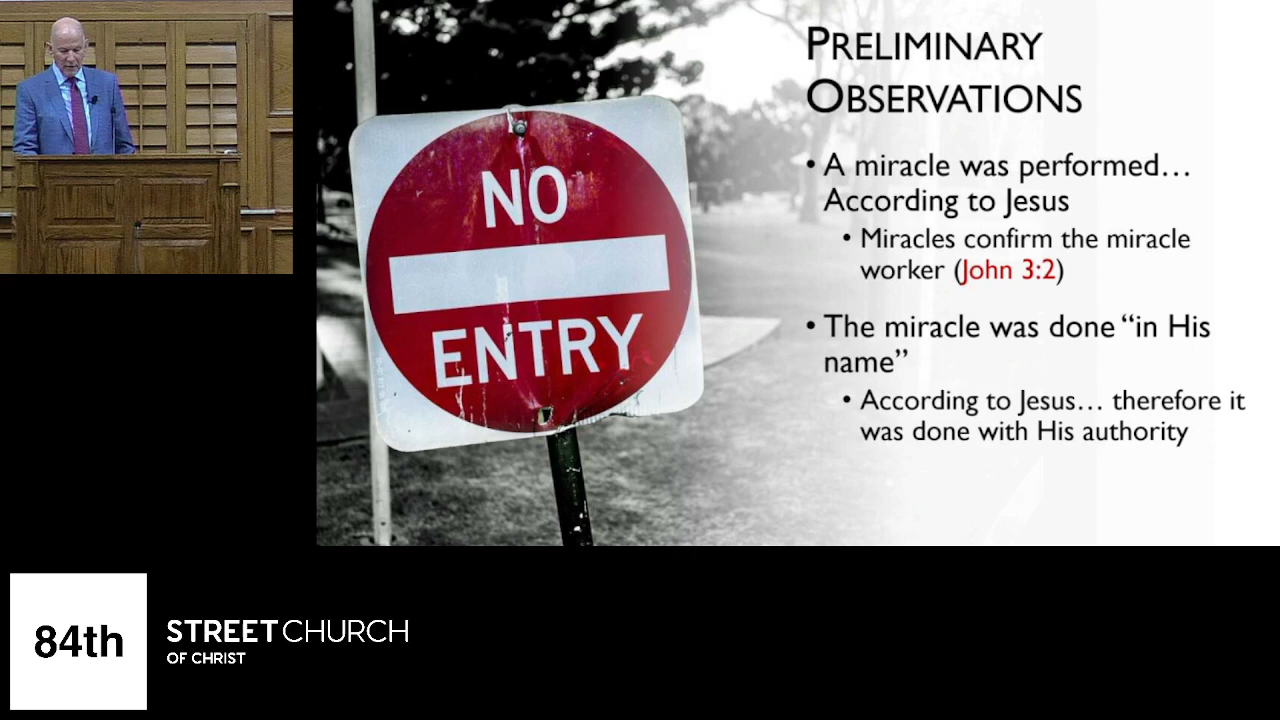 NO
ENTRY
PRELIMINARY
OBSERVATIONS
• A miracle was performed…
According to Jesus
• Miracles confirm the miracle
worker (John 3:2)
• The miracle was done “in His
name”
• According to Jesus… therefore it
was done with His authority
84th
STREET CHURCH
OF CHRIST